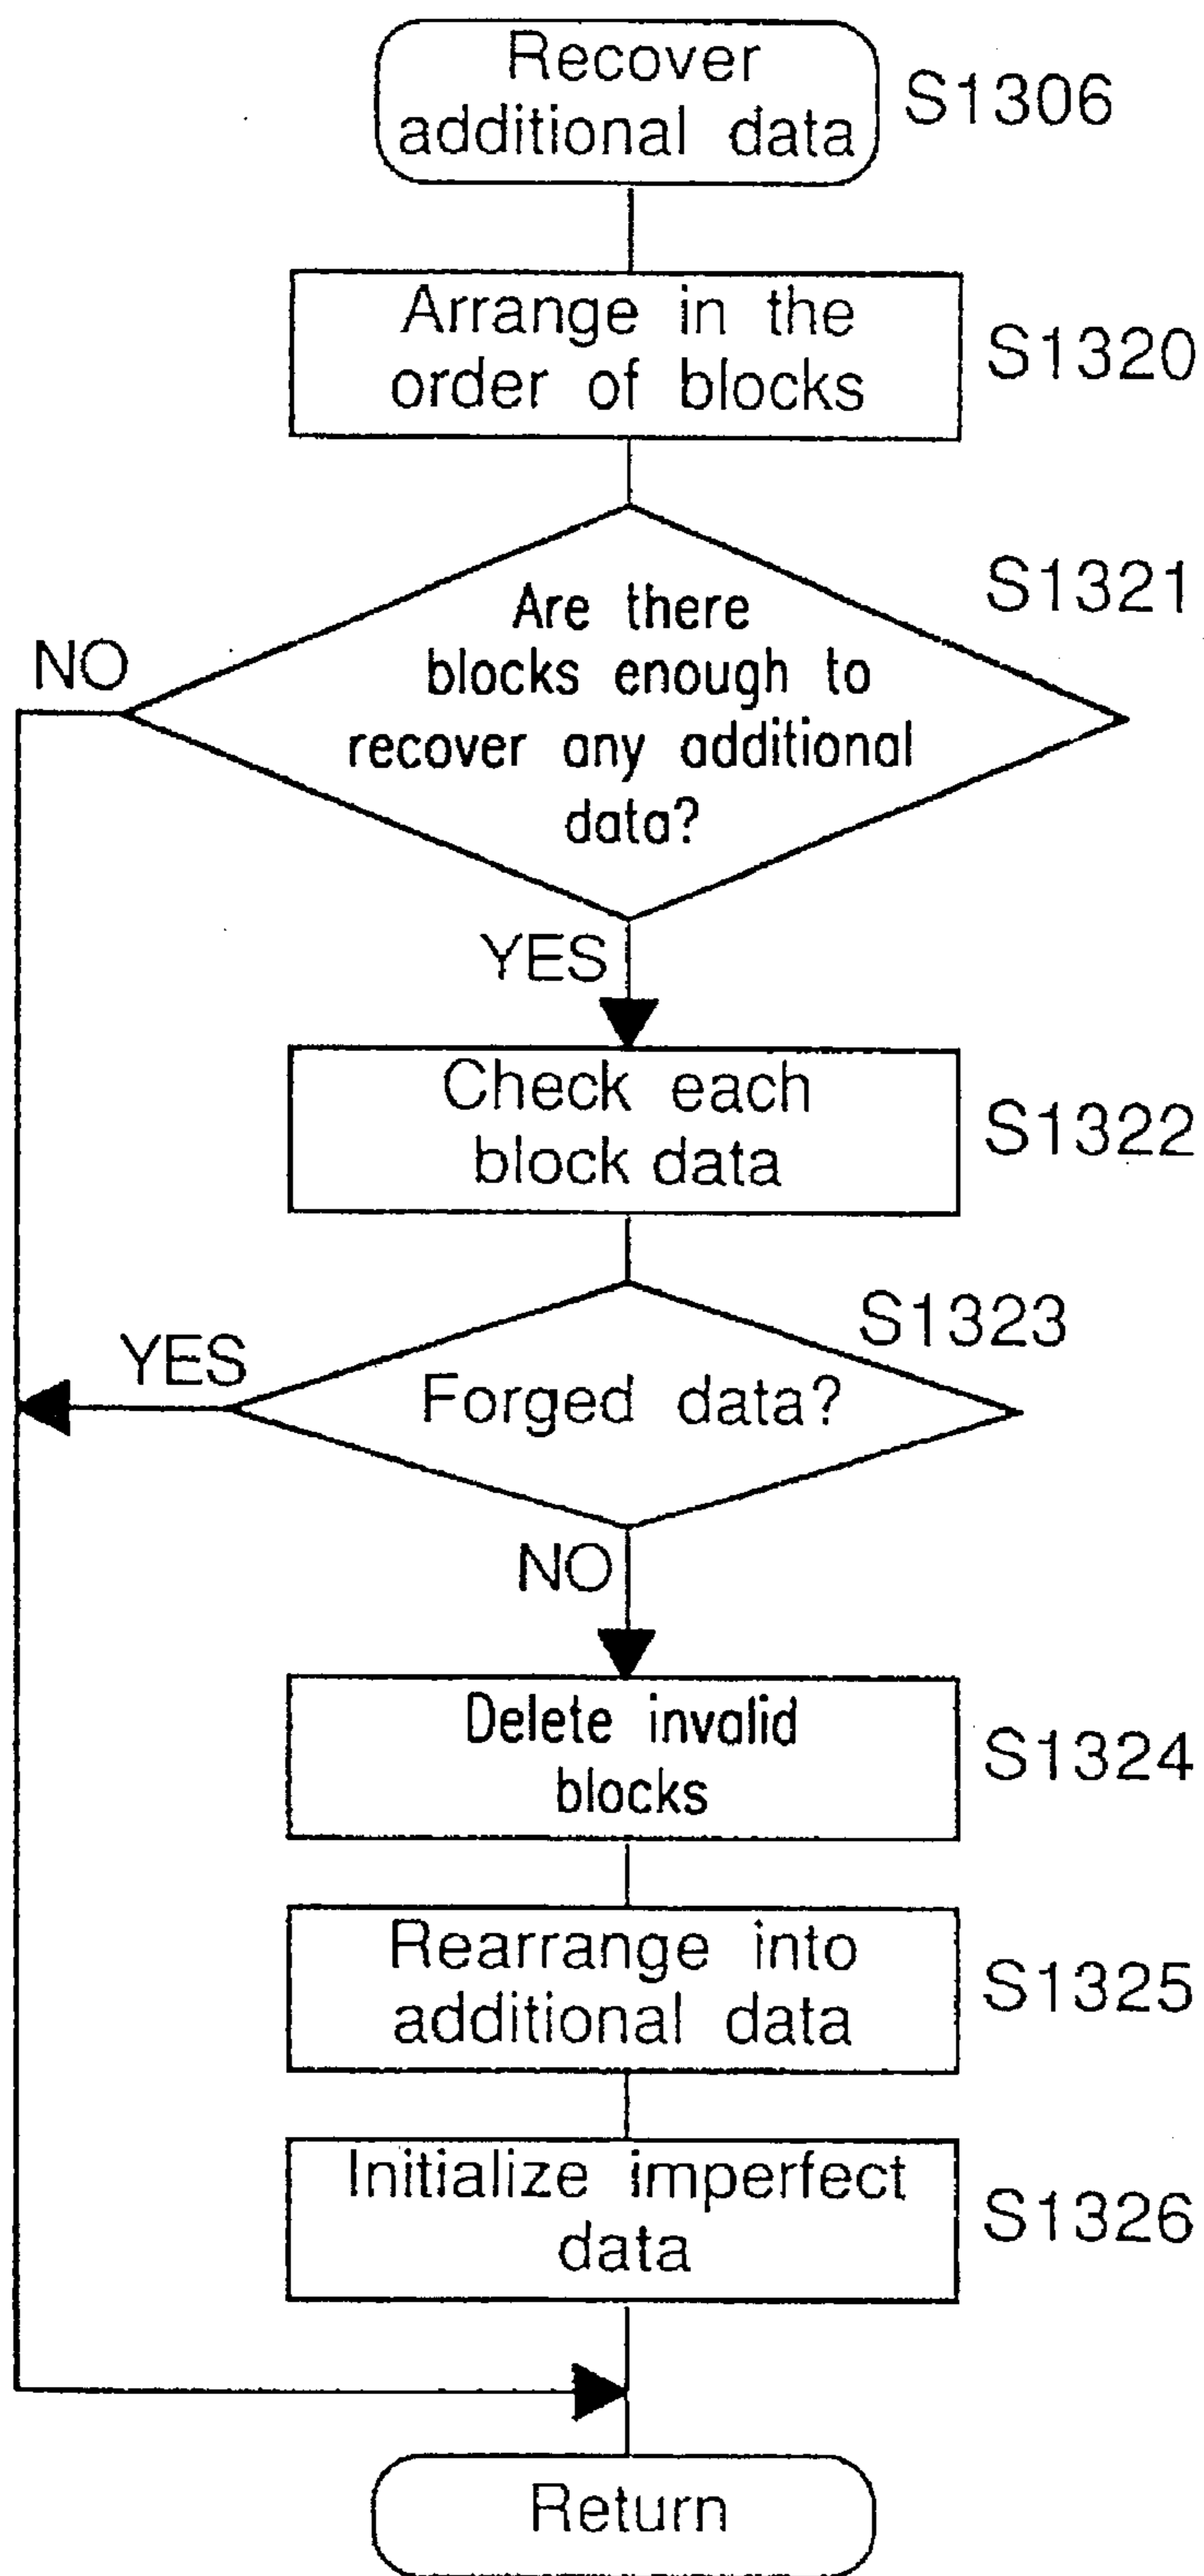 Recover
additional data
S1306
Arrange in the
order of blocks
S1320
S1321
Are there
blocks enough to
recover any additional
data?
NO
YES
Check each
block data
S1322
S1323
YES
Forged data?
NO
Delete invalid
blocks
S1324
Rearrange into
additional data
S1325
Initialize imperfect
data
S1326
Return